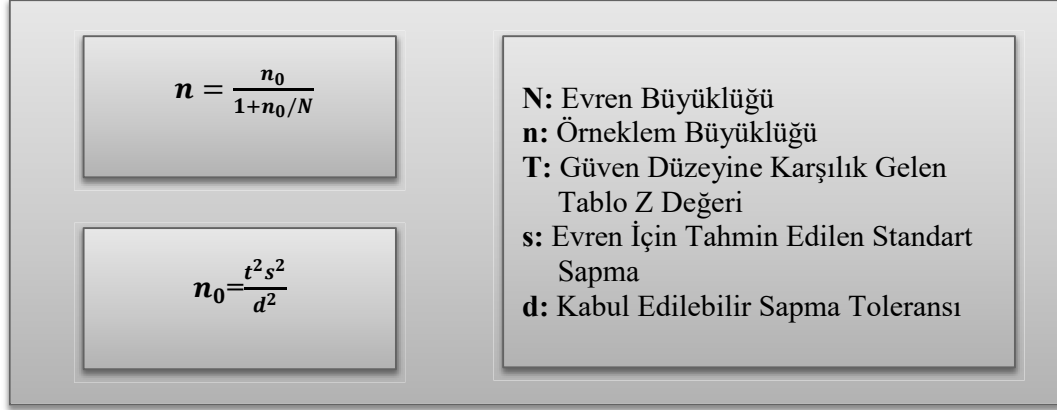 n = n₀ / (1+n₀/N)
n₀=t²s² / d²
N: Evren Büyüklüğü
n: Örneklem Büyüklüğü
T: Güven Düzeyine Karşılık Gelen
Tablo Z Değeri
s: Evren İçin Tahmin Edilen Standart
Sapma
d: Kabul Edilebilir Sapma Toleransı